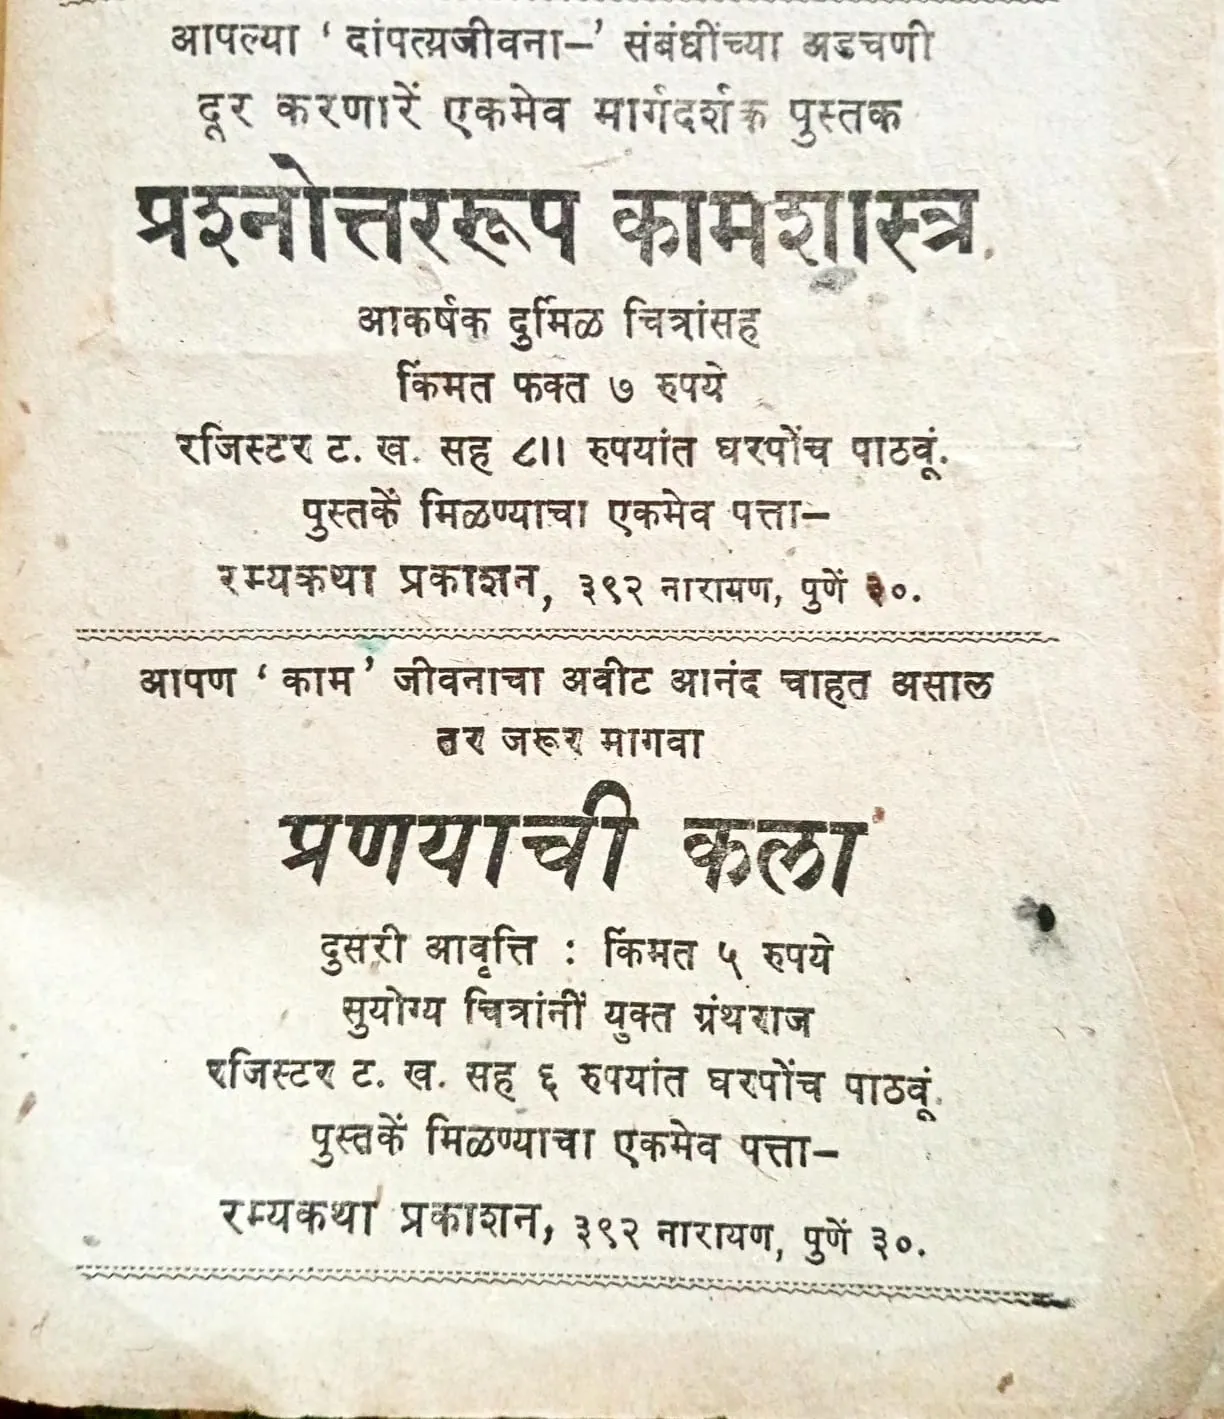 आपल्या ‘ दांपत्यजीवना–’ संबंधींच्या अडचणी
दूर करणारें एकमेव मार्गदर्शक पुस्तक
प्रश्नोत्तररूप कामशास्त्र
आकर्षक दुर्मिळ चित्रांसह
किंमत फक्त ७ रुपये
रजिस्टर ट. ख. सह ८।। रुपयांत घरपोंच पाठवूं.
पुस्तकें मिळण्याचा एकमेव पत्ता–
रम्यकथा प्रकाशन, ३९२ नारायण, पुणें ३०.
आपण ‘ काम ’ जीवनाचा अवीट आनंद चाहत असाल
तर जरूर मागवा
प्रणयाची कला
दुसरी आवृत्ति : किंमत ५ रुपये
सुयोग्य चित्रांनीं युक्त ग्रंथराज
रजिस्टर ट. ख. सह ६ रुपयांत घरपोंच पाठवूं.
पुस्तकें मिळण्याचा एकमेव पत्ता–
रम्यकथा प्रकाशन, ३९२ नारायण, पुणें ३०.